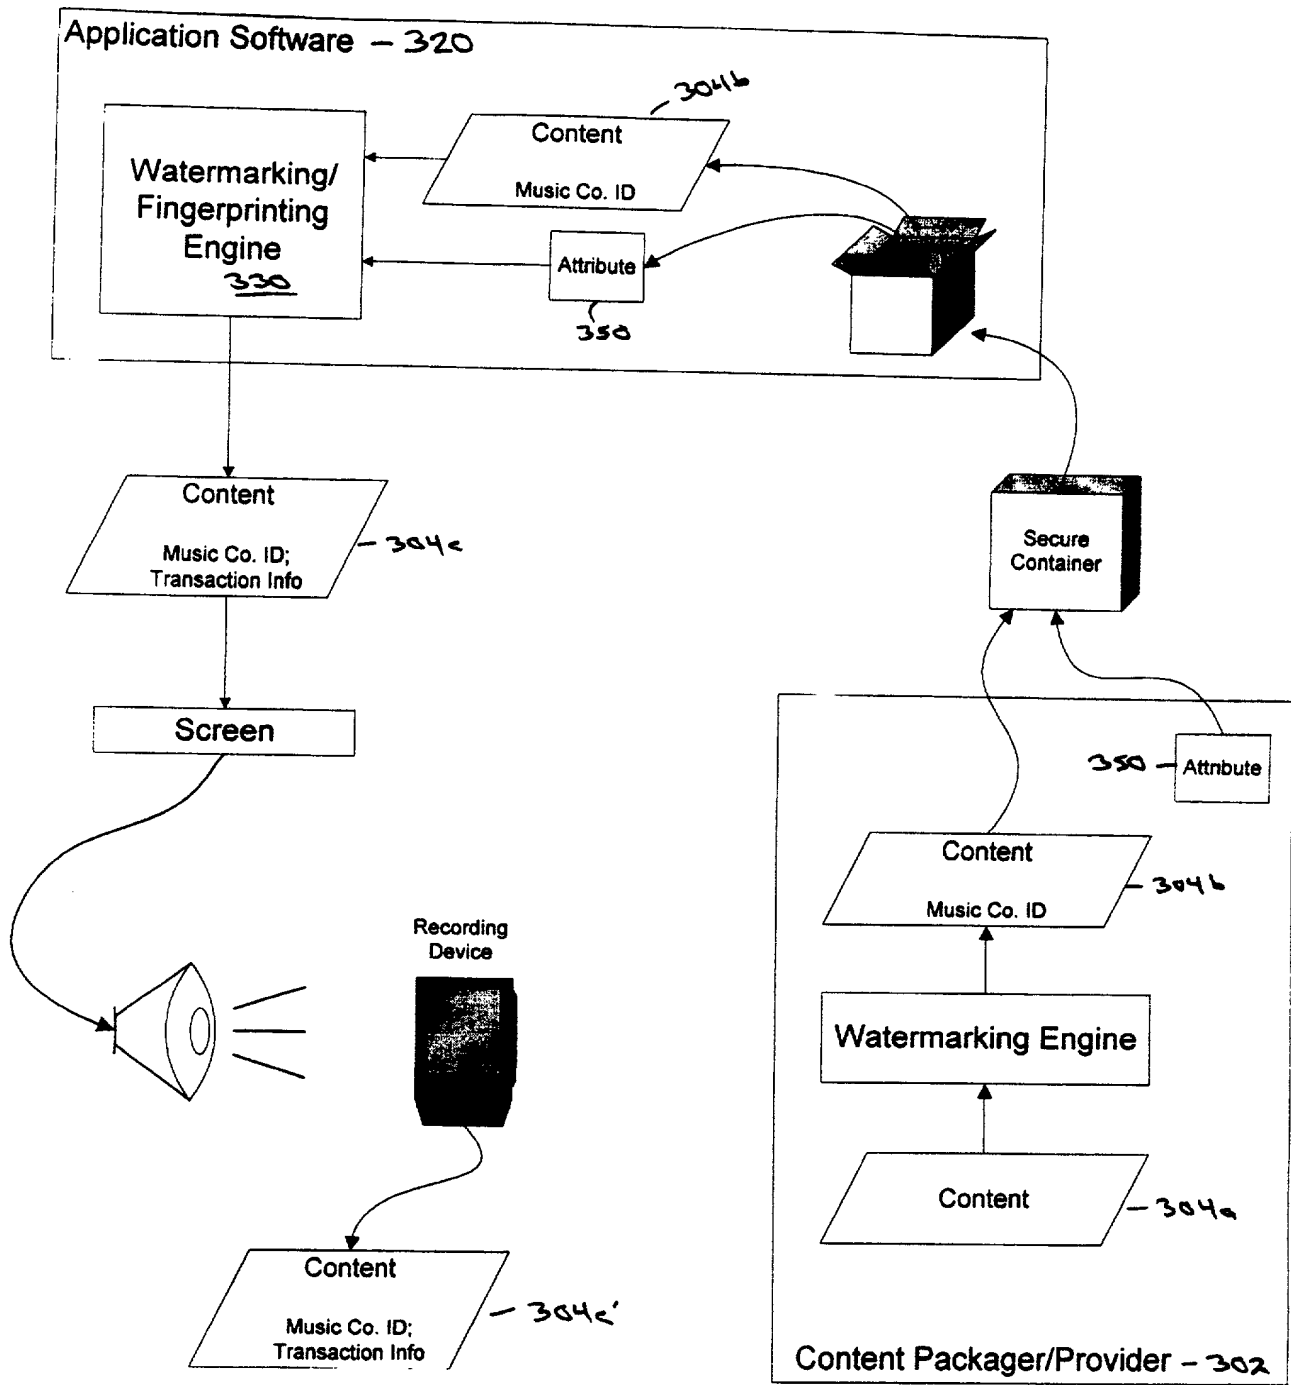 Application Software - 320
304b
Content
Music Co. ID
Watermarking/
Fingerprinting
Engine
330
Attribute
350
Content
Music Co. ID;
Transaction Info
304c
Secure
Container
Screen
350 - Attribute
Content
Music Co. ID
304b
Recording
Device
Watermarking Engine
Content
304a
Content
Music Co. ID;
Transaction Info
304c'
Content Packager/Provider - 302